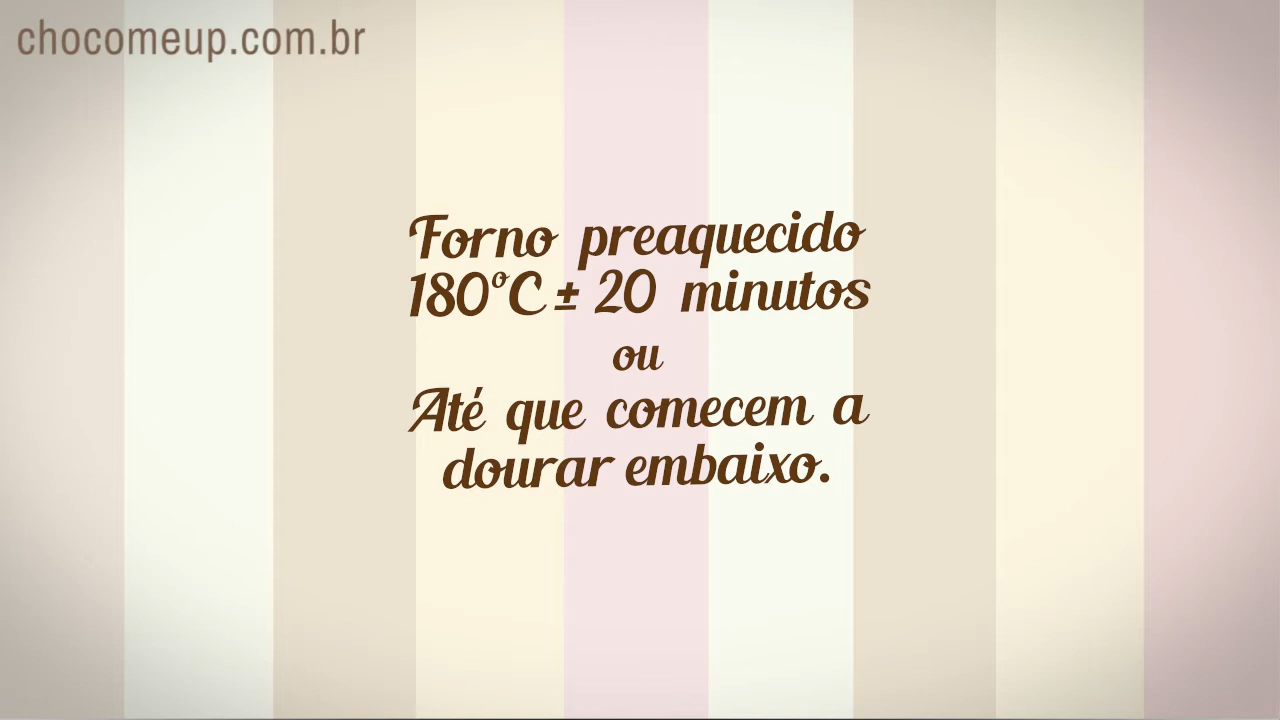 chocomeup.com.br
Forno preaquecido
180ºC ± 20 minutos
ou
Até que comecem a
dourar embaixo.